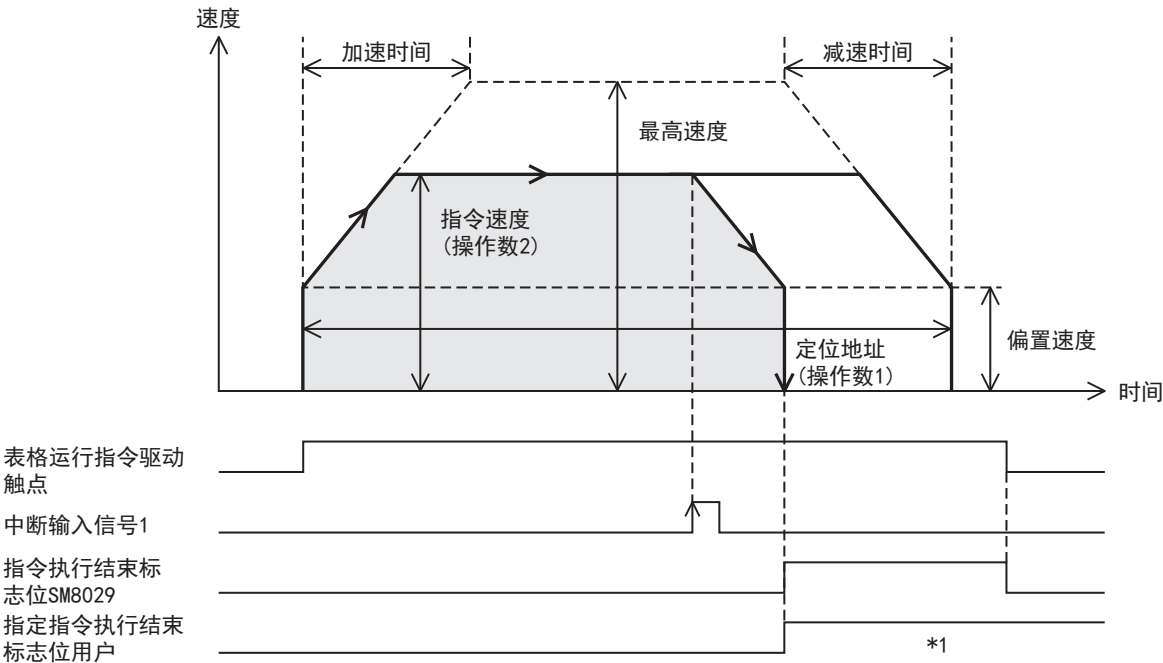 速度
加速时间
减速时间
最高速度
指令速度
(操作数2)
定位地址
(操作数1)
偏置速度
时间
表格运行指令驱动
触点
中断输入信号1
指令执行结束标
志位SM8029
指定指令执行结束
标志位用户
*1